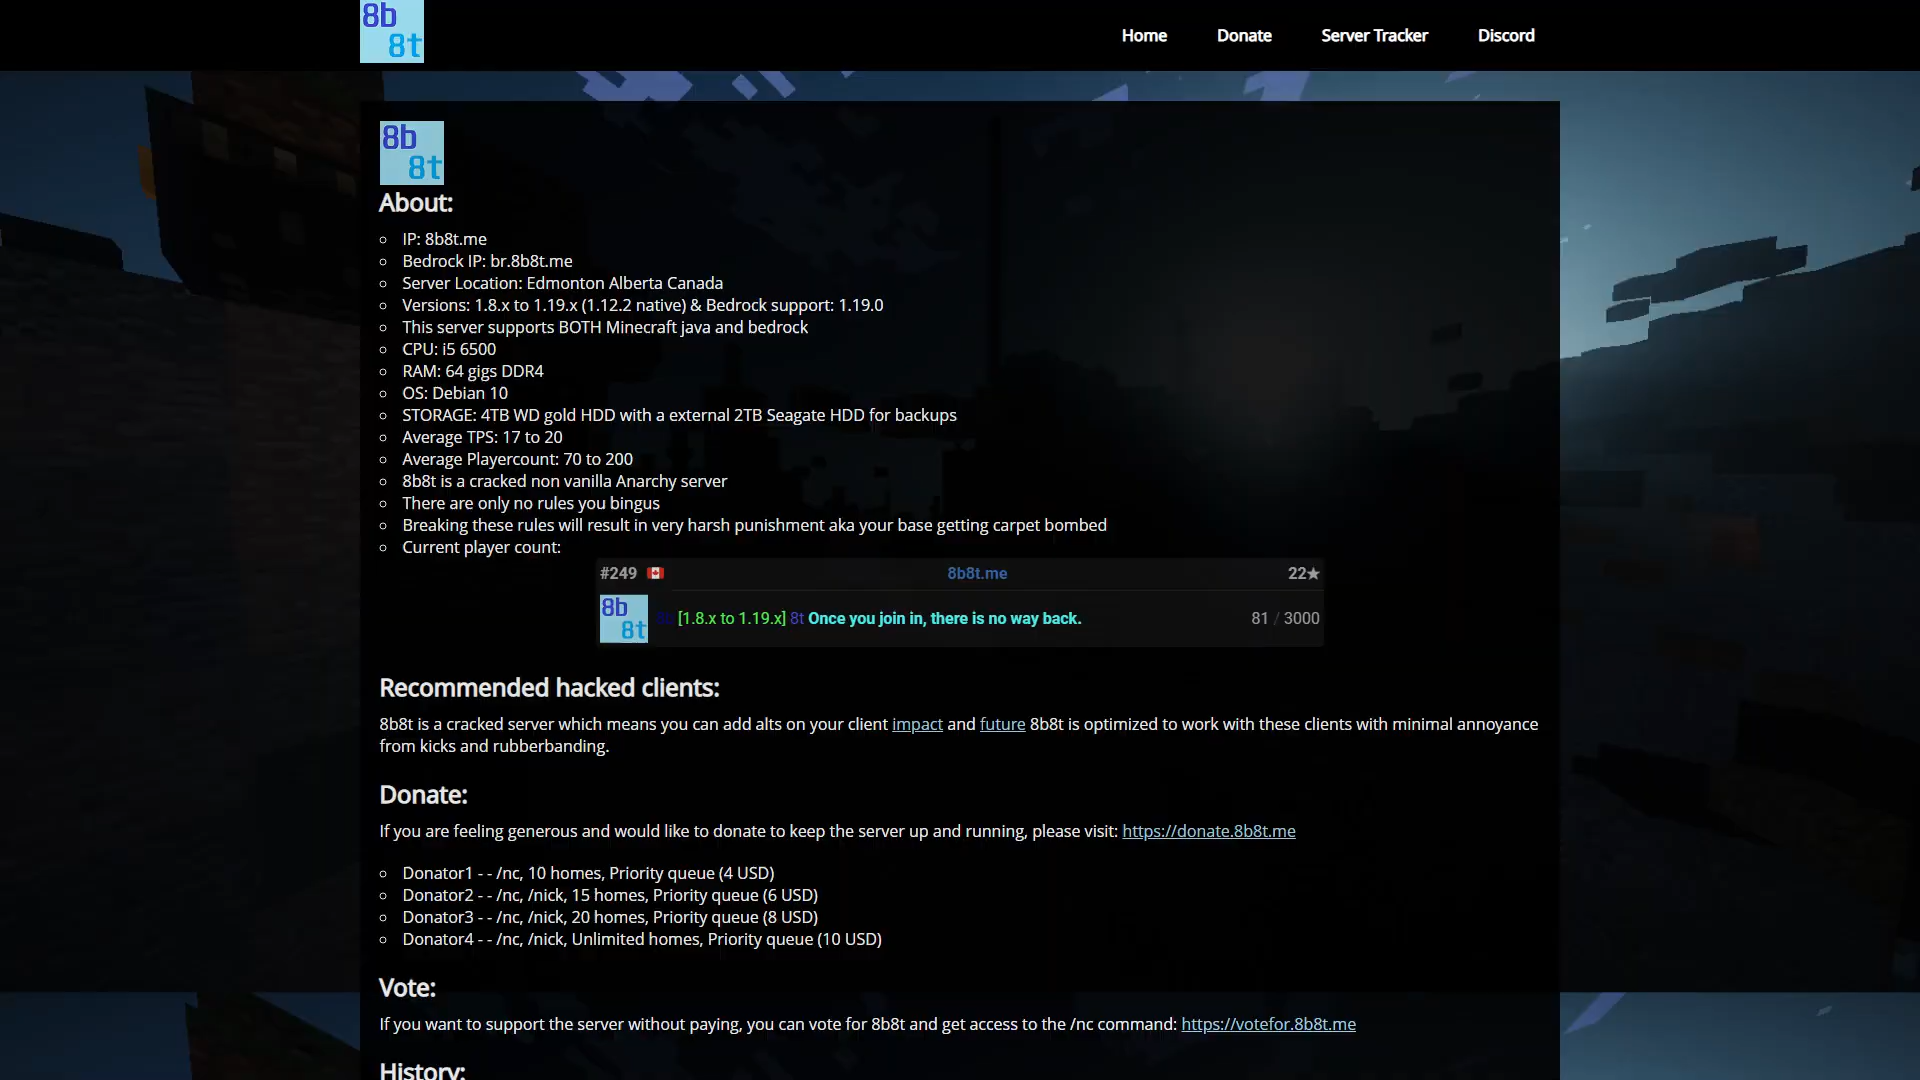 8b
8t
Home Donate Server Tracker Discord
8b
8t
About:
IP: 8b8t.me
Bedrock IP: br.8b8t.me
Server Location: Edmonton Alberta Canada
Versions: 1.8.x to 1.19.x (1.12.2 native) & Bedrock support: 1.19.0
This server supports BOTH Minecraft java and bedrock
CPU: i5 6500
RAM: 64 gigs DDR4
OS: Debian 10
STORAGE: 4TB WD gold HDD with a external 2TB Seagate HDD for backups
Average TPS: 17 to 20
Average Playercount: 70 to 200
8b8t is a cracked non vanilla Anarchy server
There are only no rules you bingus
Breaking these rules will result in very harsh punishment aka your base getting carpet bombed
Current player count:
#249 8b8t.me 22★
8b
8t
8b [1.8.x to 1.19.x] 8t Once you join in, there is no way back. 81 / 3000
Recommended hacked clients:
8b8t is a cracked server which means you can add alts on your client impact and future 8b8t is optimized to work with these clients with minimal annoyance
from kicks and rubberbanding.
Donate:
If you are feeling generous and would like to donate to keep the server up and running, please visit: https://donate.8b8t.me
Donator1 - - /nc, 10 homes, Priority queue (4 USD)
Donator2 - - /nc, /nick, 15 homes, Priority queue (6 USD)
Donator3 - - /nc, /nick, 20 homes, Priority queue (8 USD)
Donator4 - - /nc, /nick, Unlimited homes, Priority queue (10 USD)
Vote:
If you want to support the server without paying, you can vote for 8b8t and get access to the /nc command: https://votefor.8b8t.me
History: